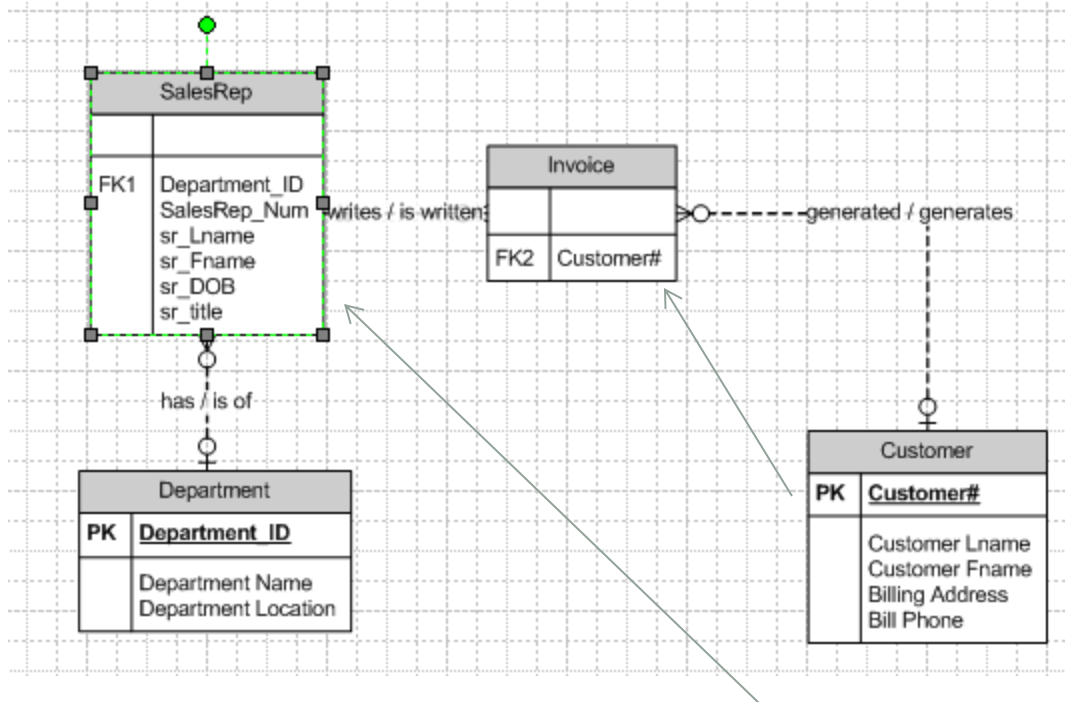 SalesRep
FK1 Department_ID
SalesRep_Num
sr_Lname
sr_Fname
sr_DOB
sr_title
writes / is written
Invoice
FK2 Customer#
generated / generates
has / is of
Department
PK Department_ID
Department Name
Department Location
Customer
PK Customer#
Customer Lname
Customer Fname
Billing Address
Bill Phone